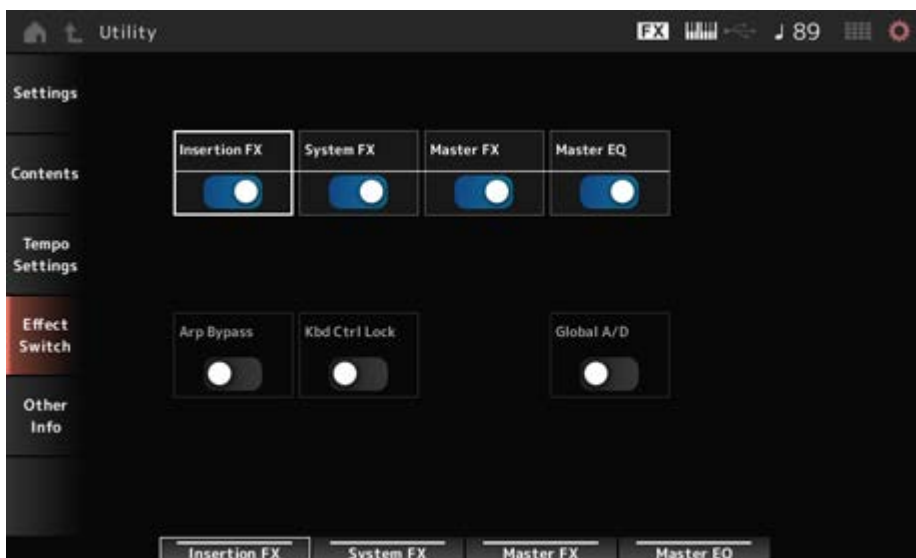 Utility
FX
♩ 89
Settings
Contents
Tempo
Settings
Effect
Switch
Other
Info
Insertion FX
System FX
Master FX
Master EQ
Arp Bypass
Kbd Ctrl Lock
Global A/D
Insertion FX
System FX
Master FX
Master EQ